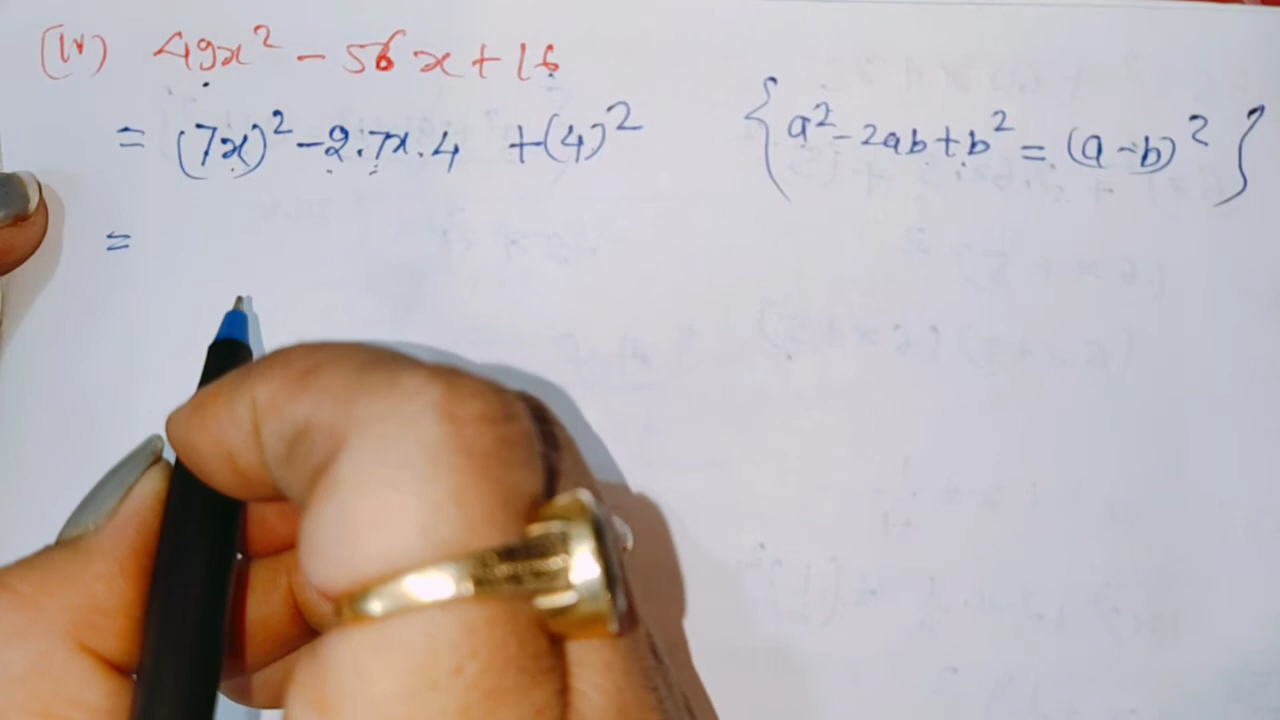 (iv) 49x² - 56x + 16
= (7x)² - 2.7x.4 + (4)² {a² - 2ab + b² = (a - b)²}
=